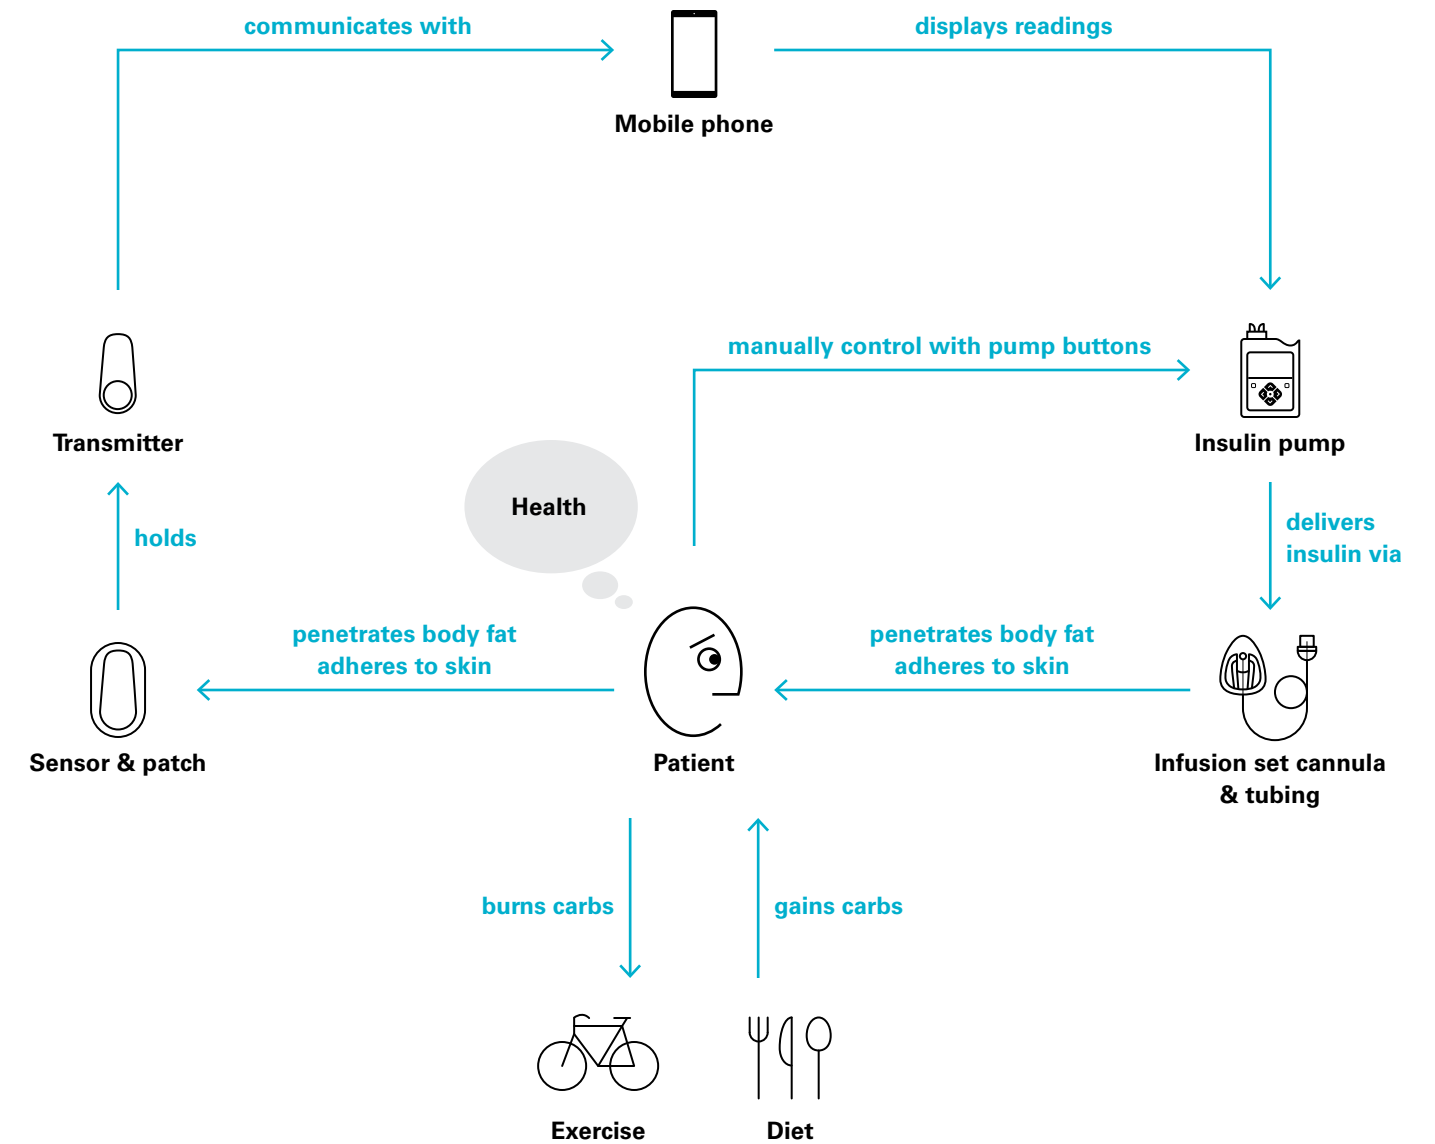 communicates with
displays readings
Mobile phone
manually control with pump buttons
Transmitter
Insulin pump
Health
holds
delivers
insulin via
penetrates body fat
adheres to skin
penetrates body fat
adheres to skin
Sensor & patch
Patient
Infusion set cannula
& tubing
burns carbs
gains carbs
Exercise
Diet